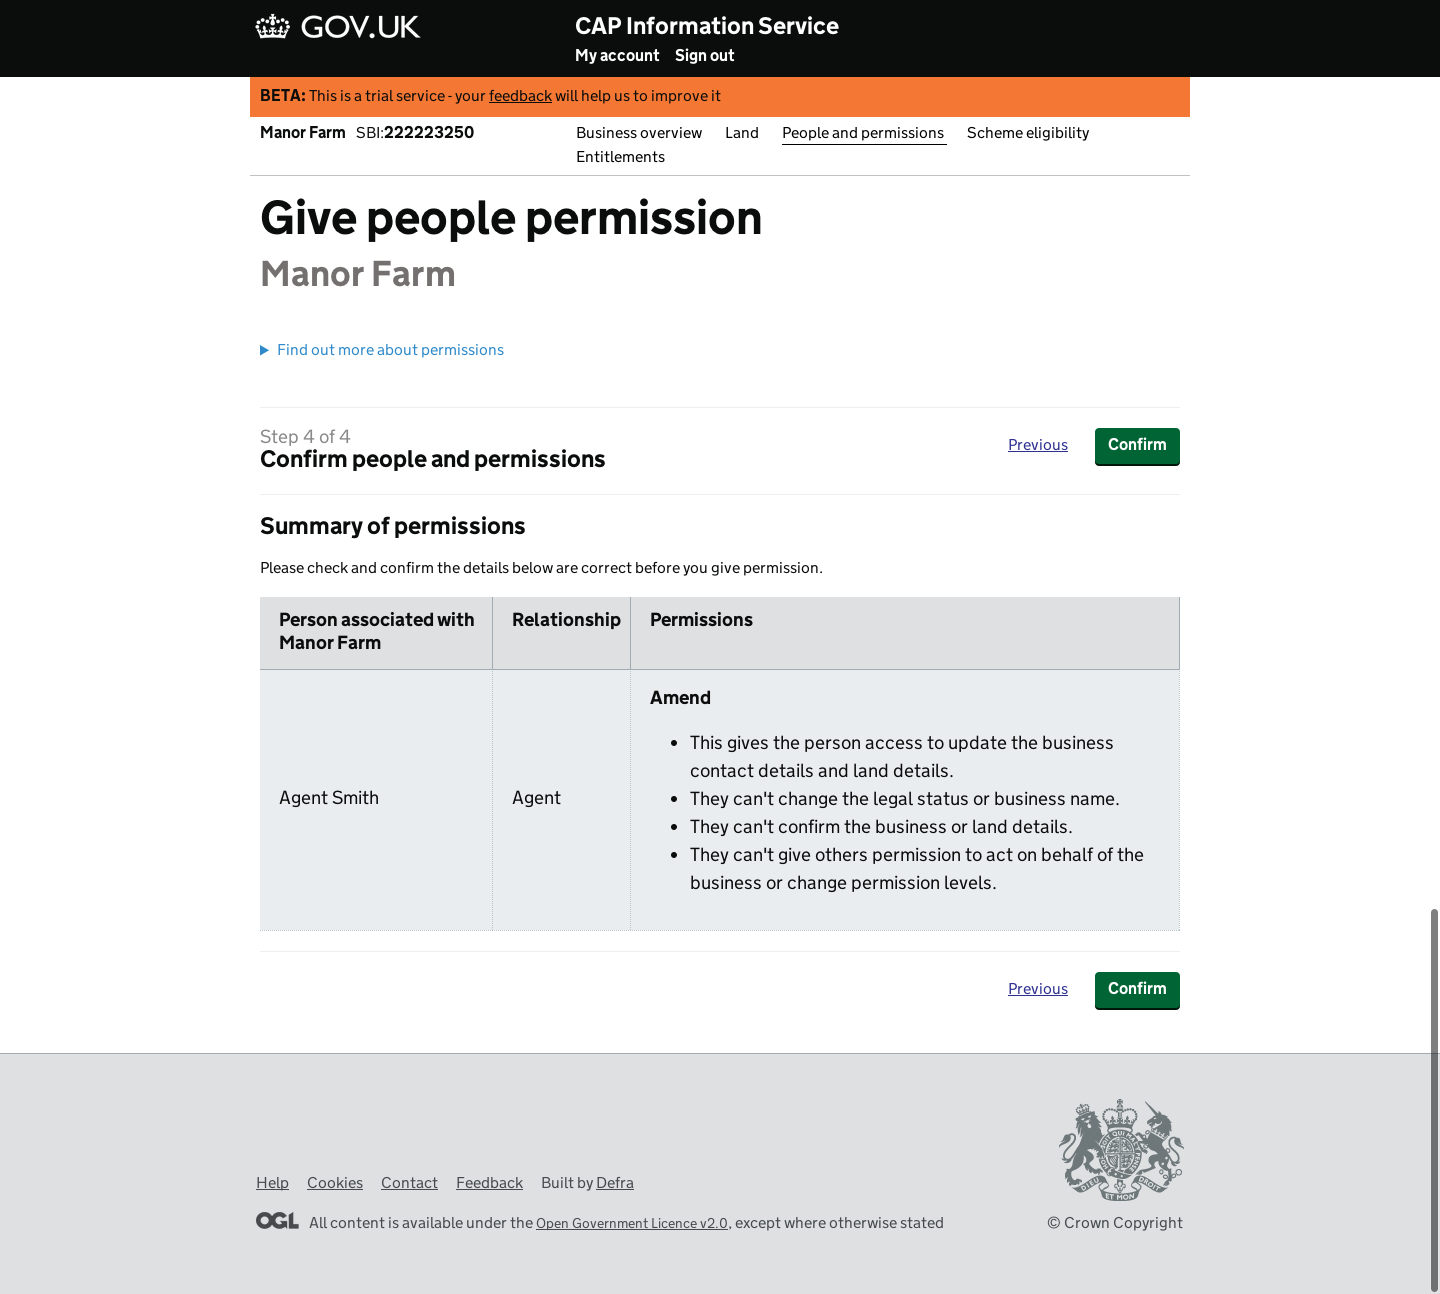 GOV.UK
CAP Information Service
My account Sign out
BETA: This is a trial service - your feedback will help us to improve it
Manor Farm SBI:222223250
Business overview Land People and permissions Scheme eligibility
Entitlements
Give people permission
Manor Farm
Find out more about permissions
Step 4 of 4
Confirm people and permissions
Previous Confirm
Summary of permissions
Please check and confirm the details below are correct before you give permission.
Person associated with
Manor Farm
Relationship
Permissions
Agent Smith
Agent
Amend
This gives the person access to update the business
contact details and land details.
They can't change the legal status or business name.
They can't confirm the business or land details.
They can't give others permission to act on behalf of the
business or change permission levels.
Previous Confirm
Help Cookies Contact Feedback Built by Defra
OGL All content is available under the Open Government Licence v2.0, except where otherwise stated
© Crown Copyright